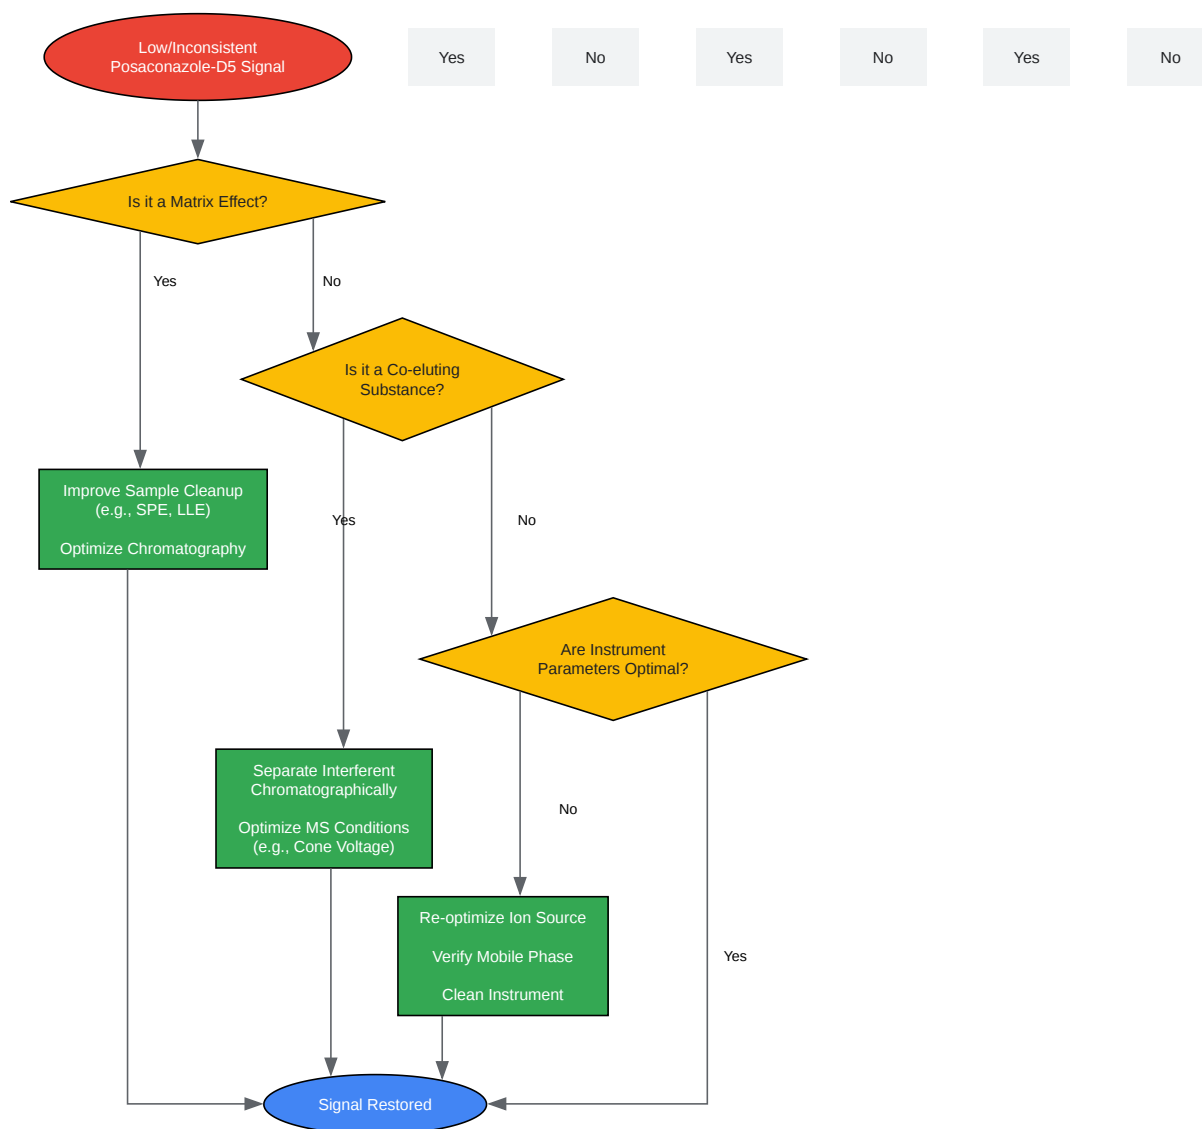 Low/Inconsistent
Posaconazole-D5 Signal
Yes
No
Yes
No
Yes
No
Is it a Matrix Effect?
Yes
No
Is it a Co-eluting
Substance?
Improve Sample Cleanup
(e.g., SPE, LLE)
Optimize Chromatography
Yes
No
Are Instrument
Parameters Optimal?
Separate Interferent
Chromatographically
Optimize MS Conditions
(e.g., Cone Voltage)
No
Re-optimize Ion Source
Verify Mobile Phase
Clean Instrument
Yes
Signal Restored